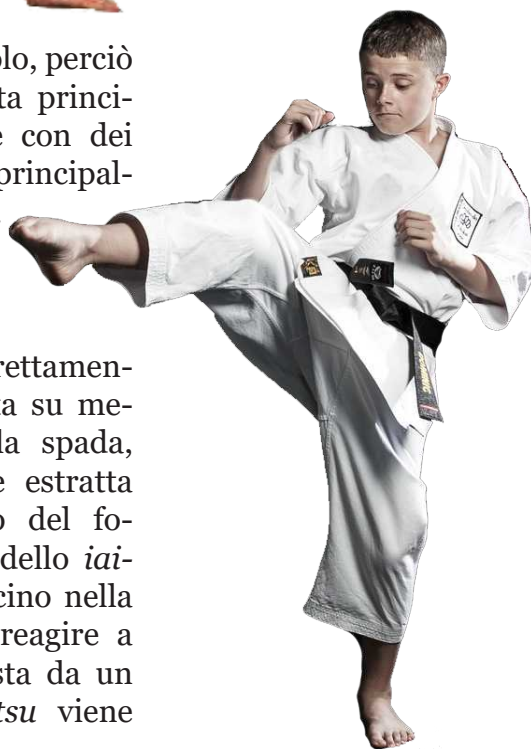 olo, perciò
ta princi-
e con dei
principal-
rettamen-
ta su me-
la spada,
e estratta
o del fo-
dello iai-
cino nella
reagire a
sta da un
tsu viene